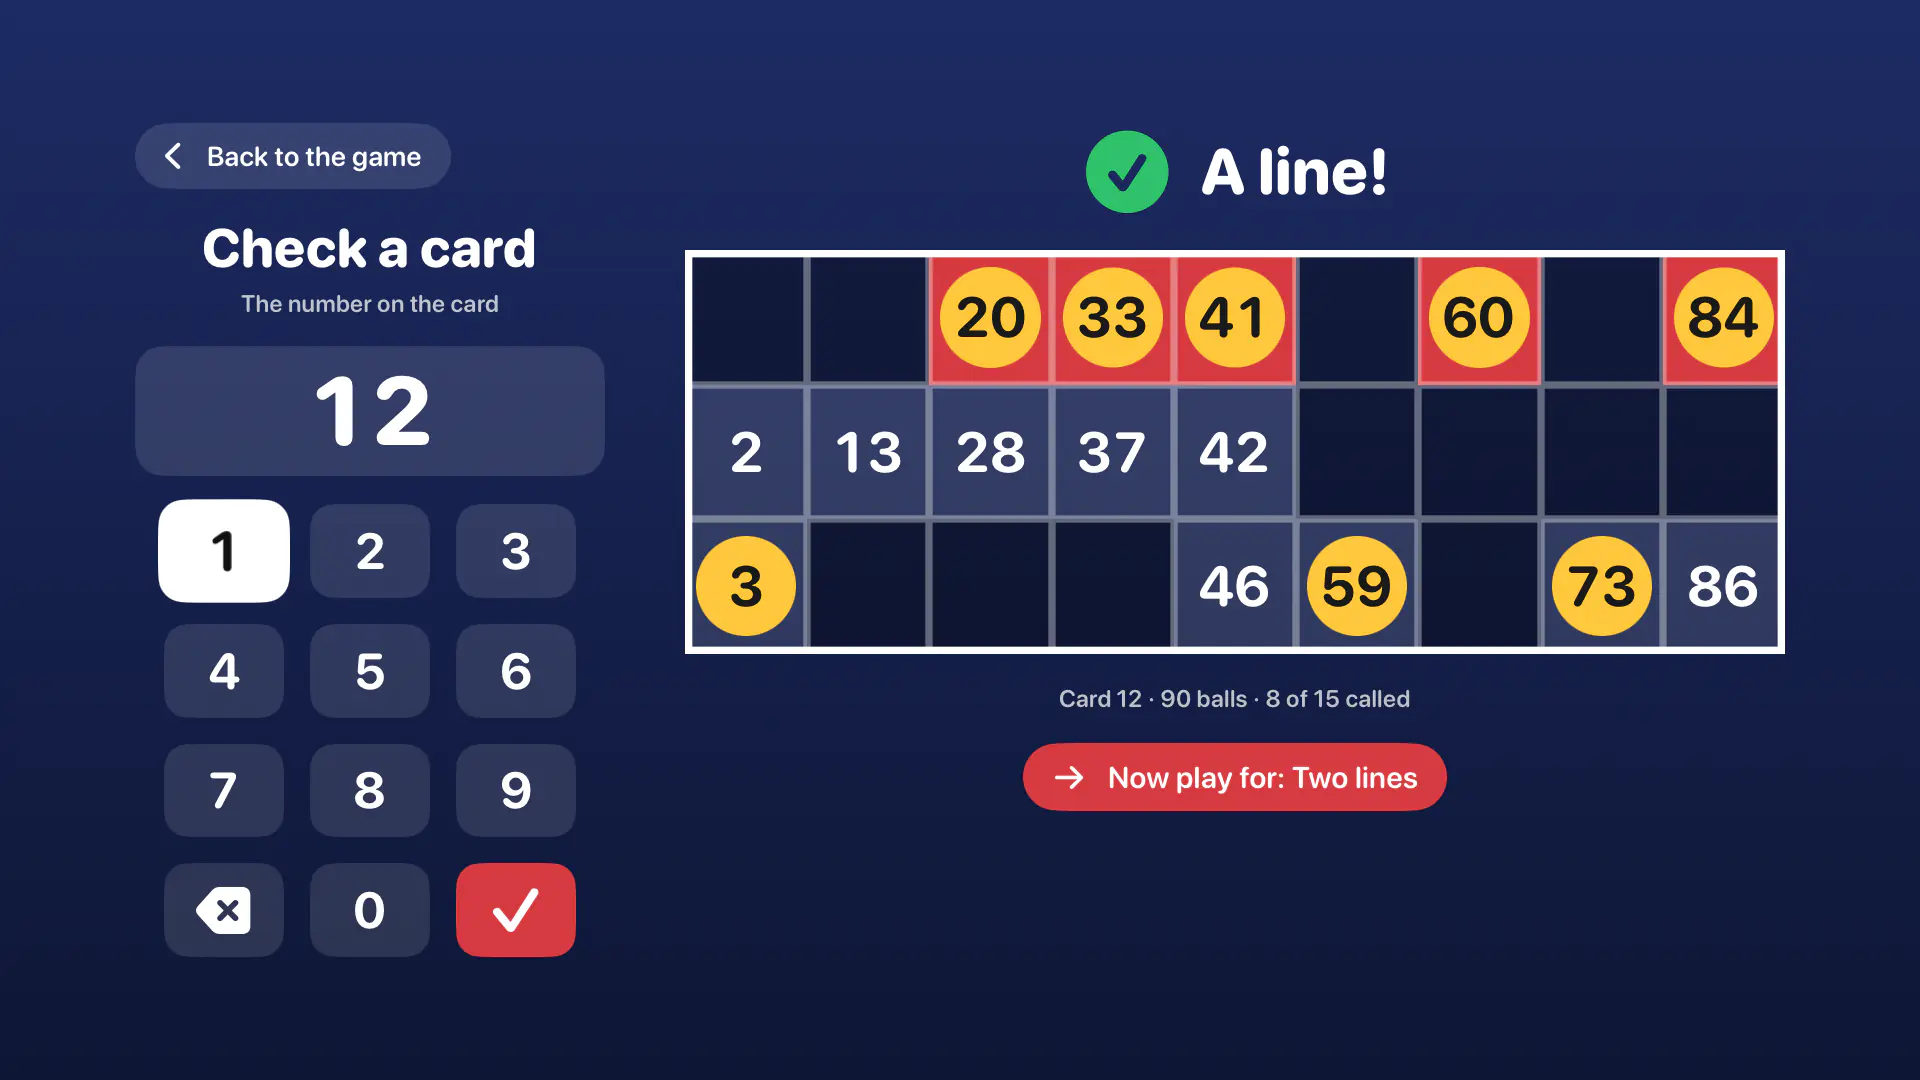 Back to the game
Check a card
The number on the card
12
1 2 3
4 5 6
7 8 9
0
A line!
20 33 41 60 84
2 13 28 37 42
3 46 59 73 86
Card 12 · 90 balls · 8 of 15 called
Now play for: Two lines